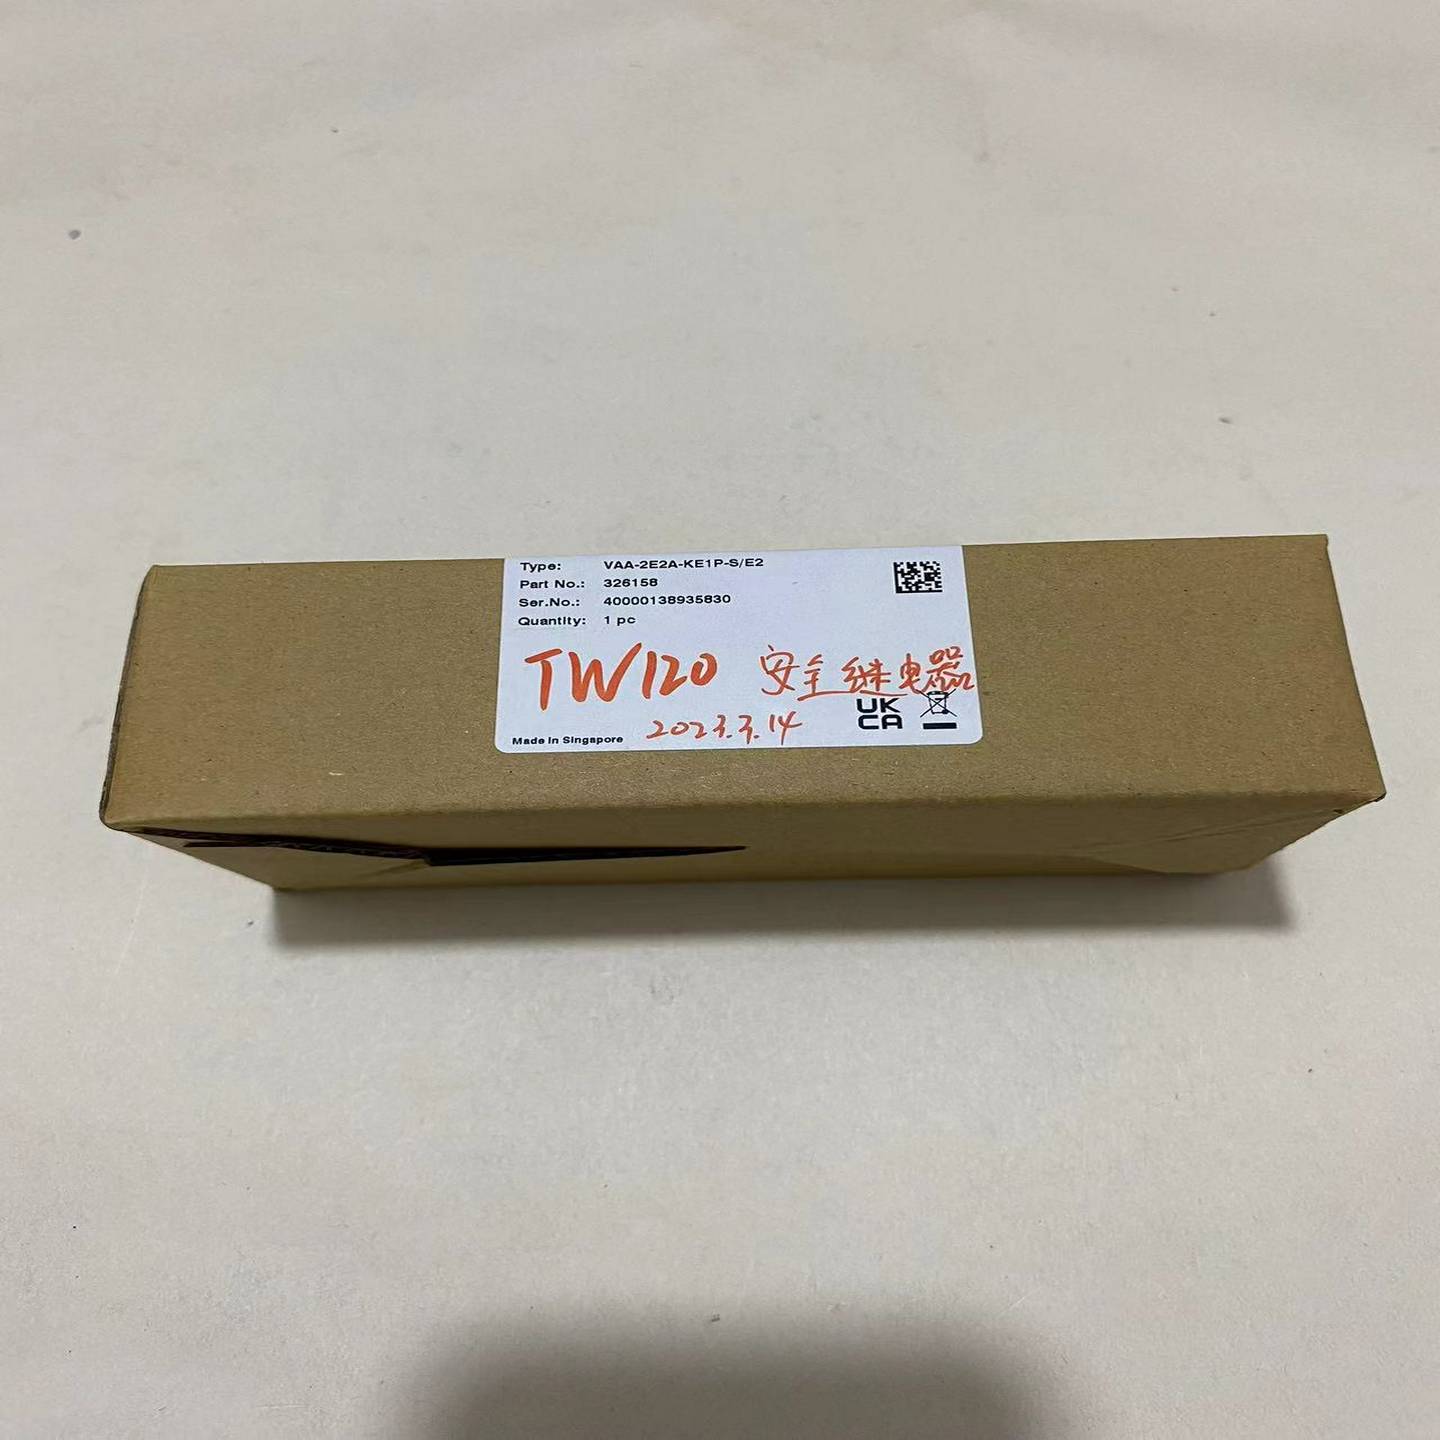 Type: VAA-2E2A-KE1P-S/E2
Part No.: 326158
Ser.No.: 40000138935830
Quantity: 1 pc
TW120 安全继电器
UK
CA
Made in Singapore 2023.3.14